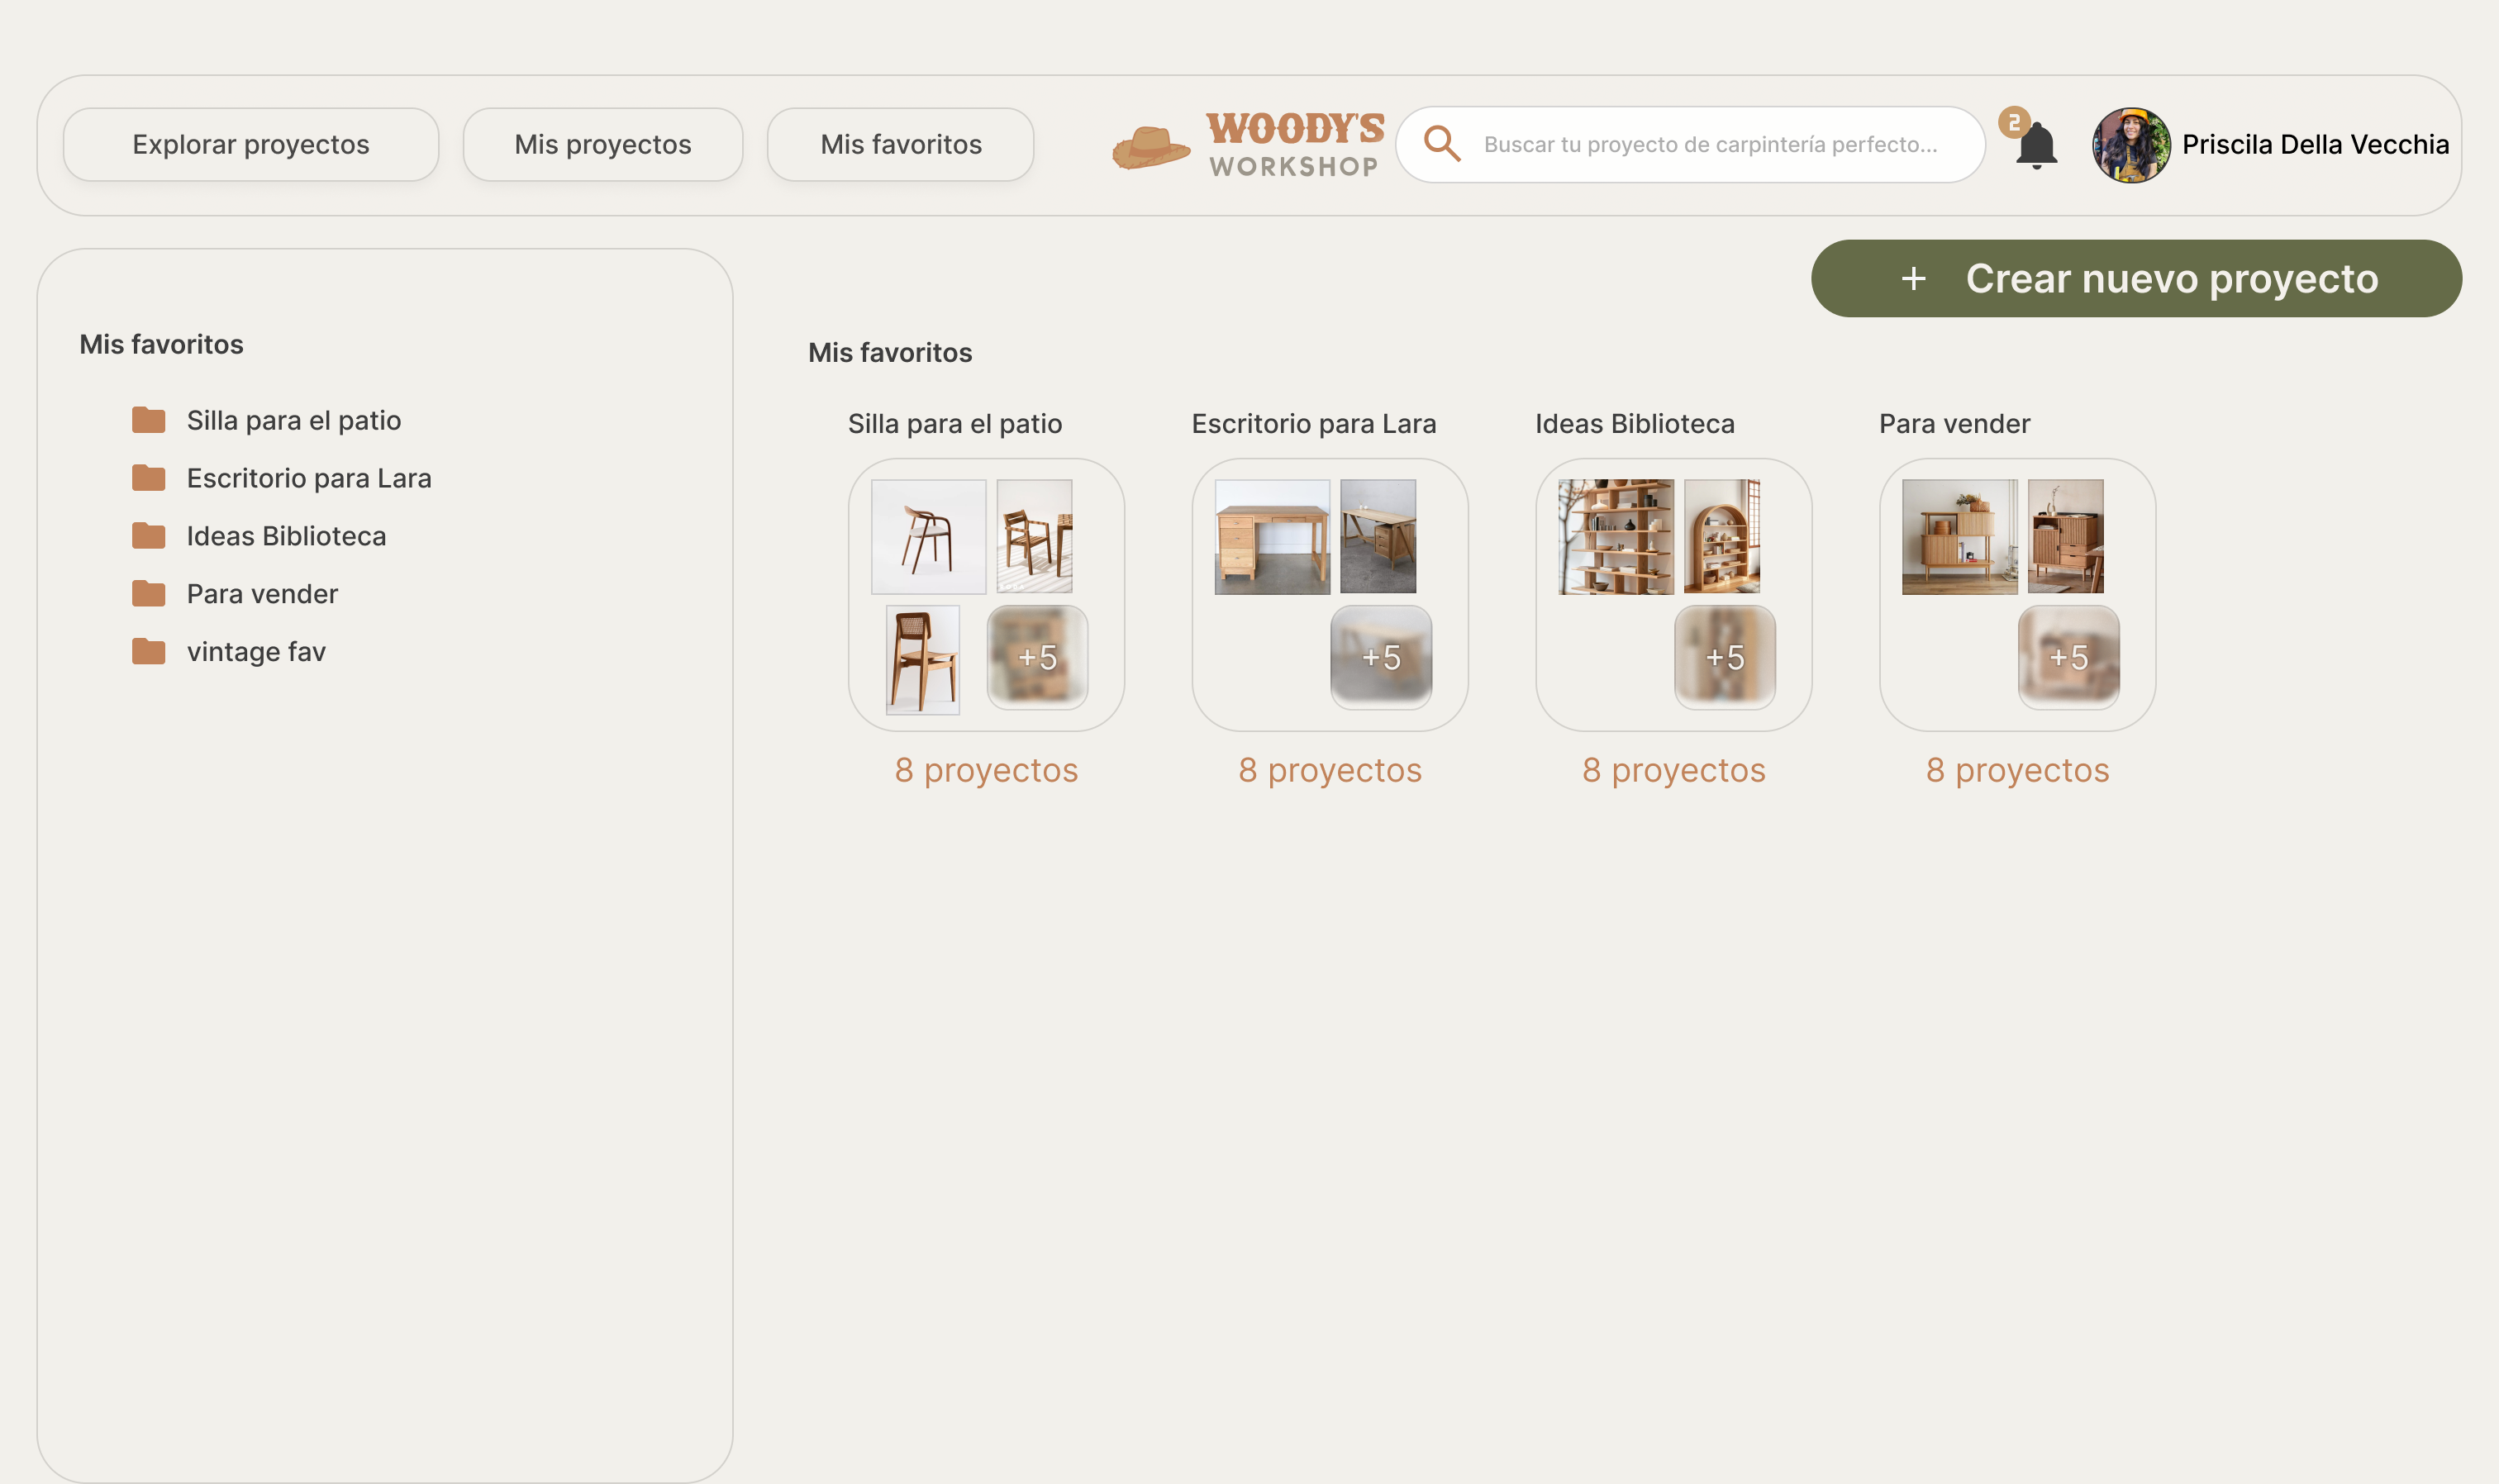 Explorar proyectos
Mis proyectos
Mis favoritos
WOODY'S
WORKSHOP
Buscar tu proyecto de carpintería perfecto...
2
Priscila Della Vecchia
+ Crear nuevo proyecto
Mis favoritos
Silla para el patio
Escritorio para Lara
Ideas Biblioteca
Para vender
vintage fav
Mis favoritos
Silla para el patio
+5
8 proyectos
Escritorio para Lara
+5
8 proyectos
Ideas Biblioteca
+5
8 proyectos
Para vender
+5
8 proyectos